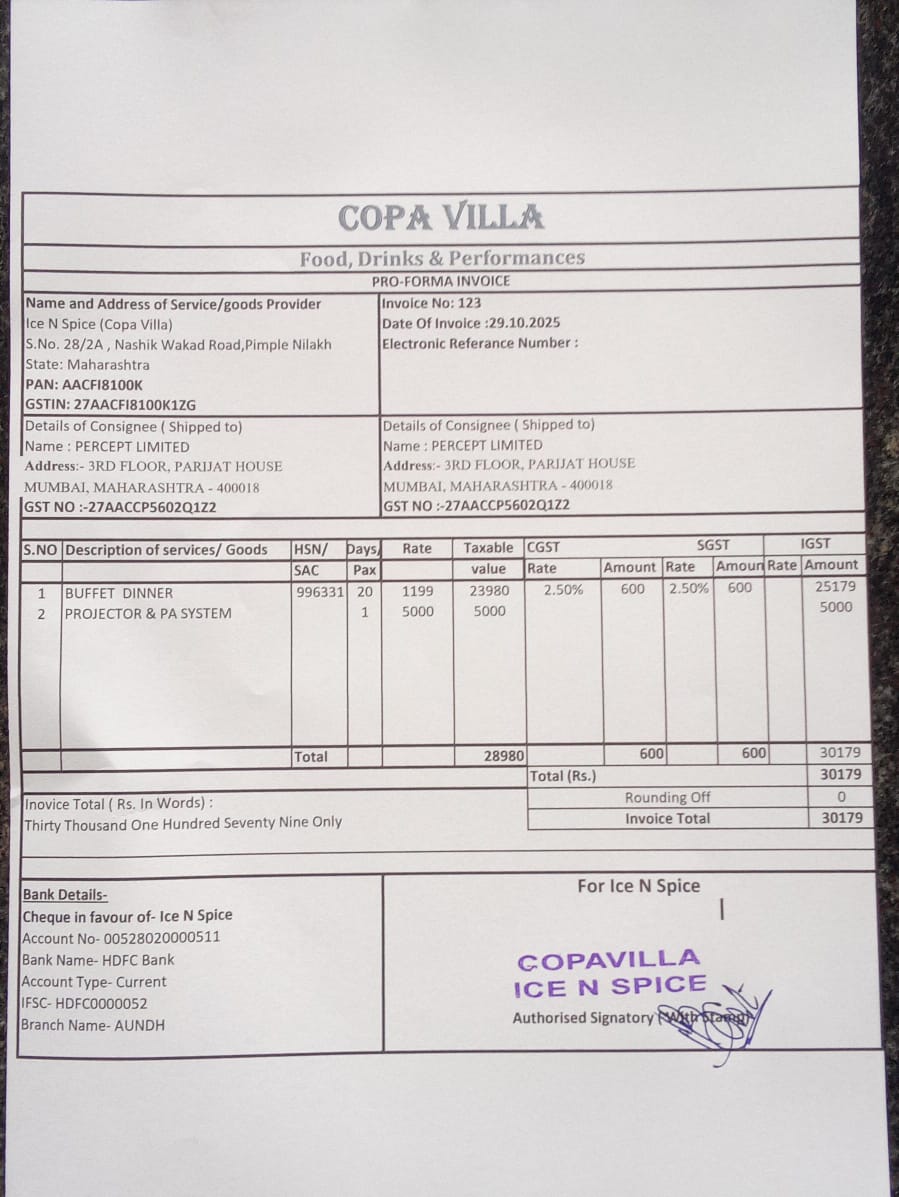 COPA VILLA
Food, Drinks & Performances
PRO-FORMA INVOICE
Name and Address of Service/goods Provider
Ice N Spice (Copa Villa)
S.No. 28/2A , Nashik Wakad Road,Pimple Nilakh
State: Maharashtra
PAN: AACFI8100K
GSTIN: 27AACFI8100K1ZG
Invoice No: 123
Date Of Invoice :29.10.2025
Electronic Referance Number :
Details of Consignee ( Shipped to)
Name : PERCEPT LIMITED
Address:- 3RD FLOOR, PARIJAT HOUSE
MUMBAI, MAHARASHTRA - 400018
GST NO :-27AACCP5602Q1Z2
Details of Consignee ( Shipped to)
Name : PERCEPT LIMITED
Address:- 3RD FLOOR, PARIJAT HOUSE
MUMBAI, MAHARASHTRA - 400018
GST NO :-27AACCP5602Q1Z2
S.NO Description of services/ Goods HSN/ Days/ Rate Taxable CGST SGST IGST
SAC Pax value Rate Amount Rate Amoun Rate Amount
1 BUFFET DINNER 996331 20 1199 23980 2.50% 600 2.50% 600 25179
2 PROJECTOR & PA SYSTEM 1 5000 5000 5000
Total 28980 600 600 30179
Total (Rs.) 30179
Rounding Off 0
Invoice Total 30179
Inovice Total ( Rs. In Words) :
Thirty Thousand One Hundred Seventy Nine Only
Bank Details-
Cheque in favour of- Ice N Spice
Account No- 00528020000511
Bank Name- HDFC Bank
Account Type- Current
IFSC- HDFC0000052
Branch Name- AUNDH
For Ice N Spice
COPAVILLA
ICE N SPICE
Authorised Signatory ( With Stamp)